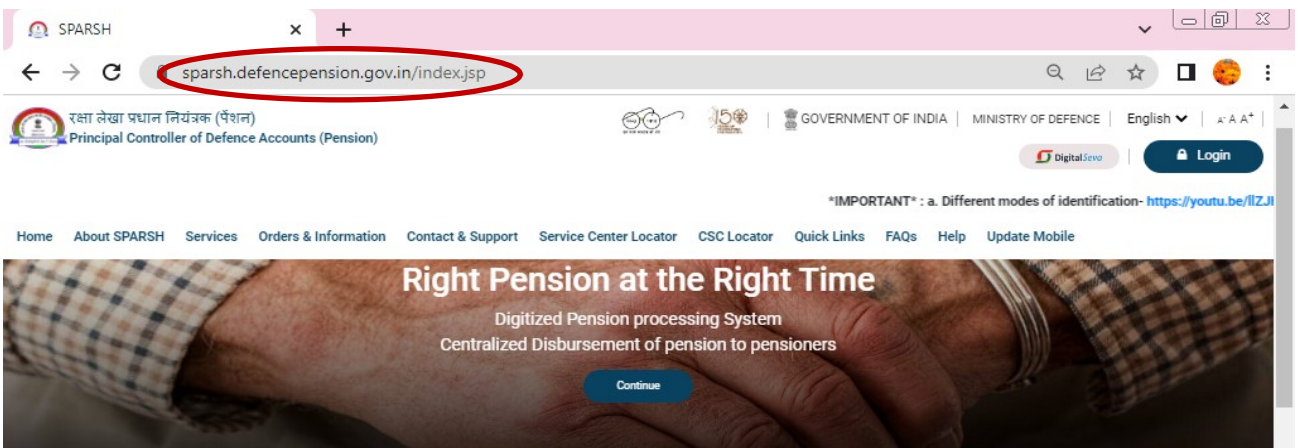 SPARSH
sparsh.defencepension.gov.in/index.jsp
रक्षा लेखा प्रधान नियंत्रक (पेंशन)
Principal Controller of Defence Accounts (Pension)
GOVERNMENT OF INDIA
MINISTRY OF DEFENCE
English
A- A A+
DigitalSeva
Login
*IMPORTANT* : a. Different modes of identification- https://youtu.be/
Home About SPARSH Services Orders & Information Contact & Support Service Center Locator CSC Locator Quick Links FAQs Help Update Mobile
Right Pension at the Right Time
Digitized Pension processing System
Centralized Disbursement of pension to pensioners
Continue